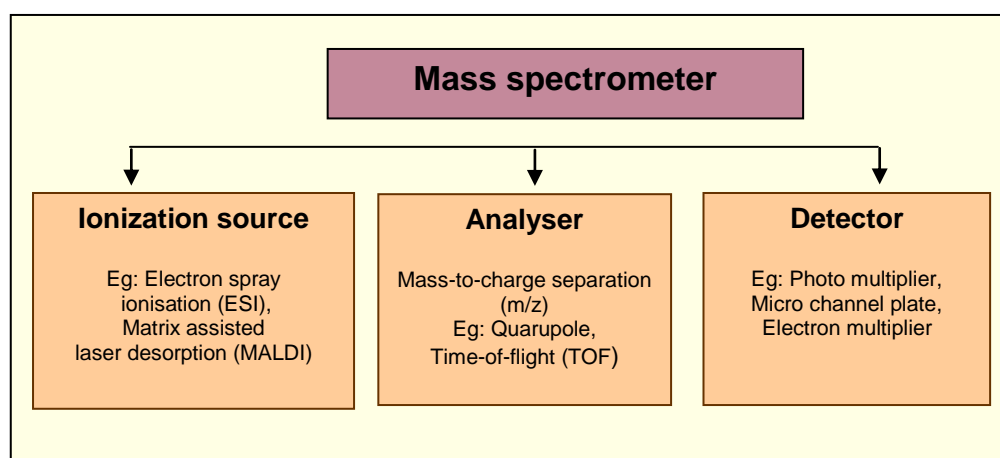 Mass spectrometer
Ionization source
Eg: Electron spray
ionisation (ESI),
Matrix assisted
laser desorption (MALDI)
Analyser
Mass-to-charge separation
(m/z)
Eg: Quarupole,
Time-of-flight (TOF)
Detector
Eg: Photo multiplier,
Micro channel plate,
Electron multiplier